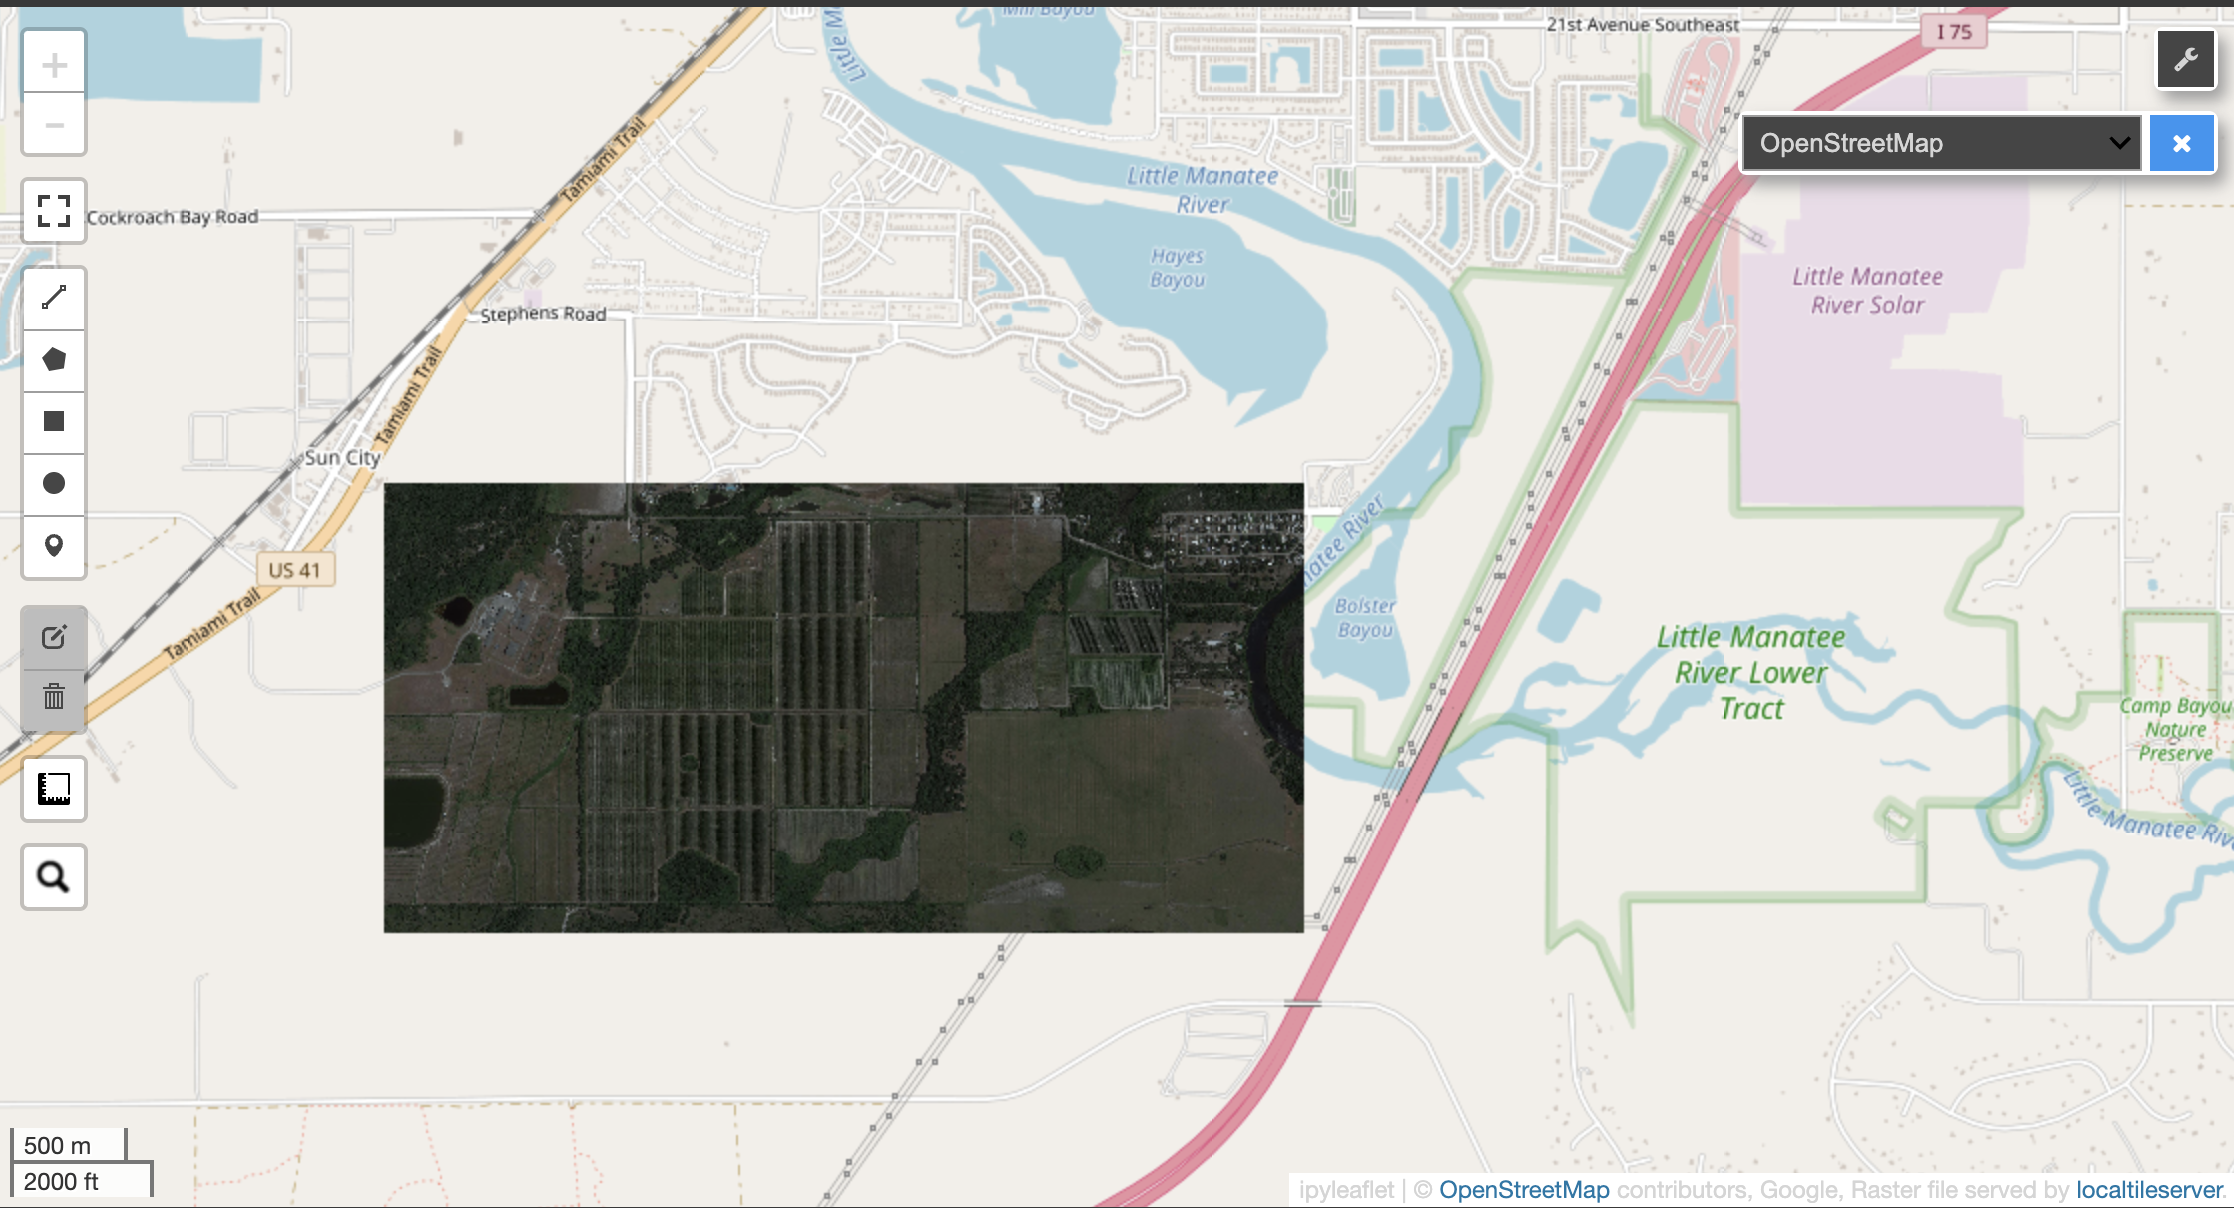 Mill Bayou
21st Avenue Southeast
I 75
Little M
Tamiami Trail
OpenStreetMap
Little Manatee
River
Cockroach Bay Road
Hayes
Bayou
Little Manatee
River Solar
Stephens Road
Tamiami Trail
Sun City
natee River
US 41
Tamiami Trail
Bolster
Bayou
Little Manatee
River Lower
Tract
Camp Bayou
Nature
Preserve
Little Manatee Rive
500 m
2000 ft
ipyleaflet | © OpenStreetMap contributors, Google, Raster file served by localtileserver.